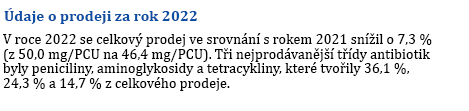 Údaje o prodeji za rok 2022
V roce 2022 se celkový prodej ve srovnání s rokem 2021 snížil o 7,3 %
(z 50,0 mg/PCU na 46,4 mg/PCU). Tři nejprodávanější třídy antibiotik
byly peniciliny, aminoglykosidy a tetracykliny, které tvořily 36,1 %,
24,3 % a 14,7 % z celkového prodeje.